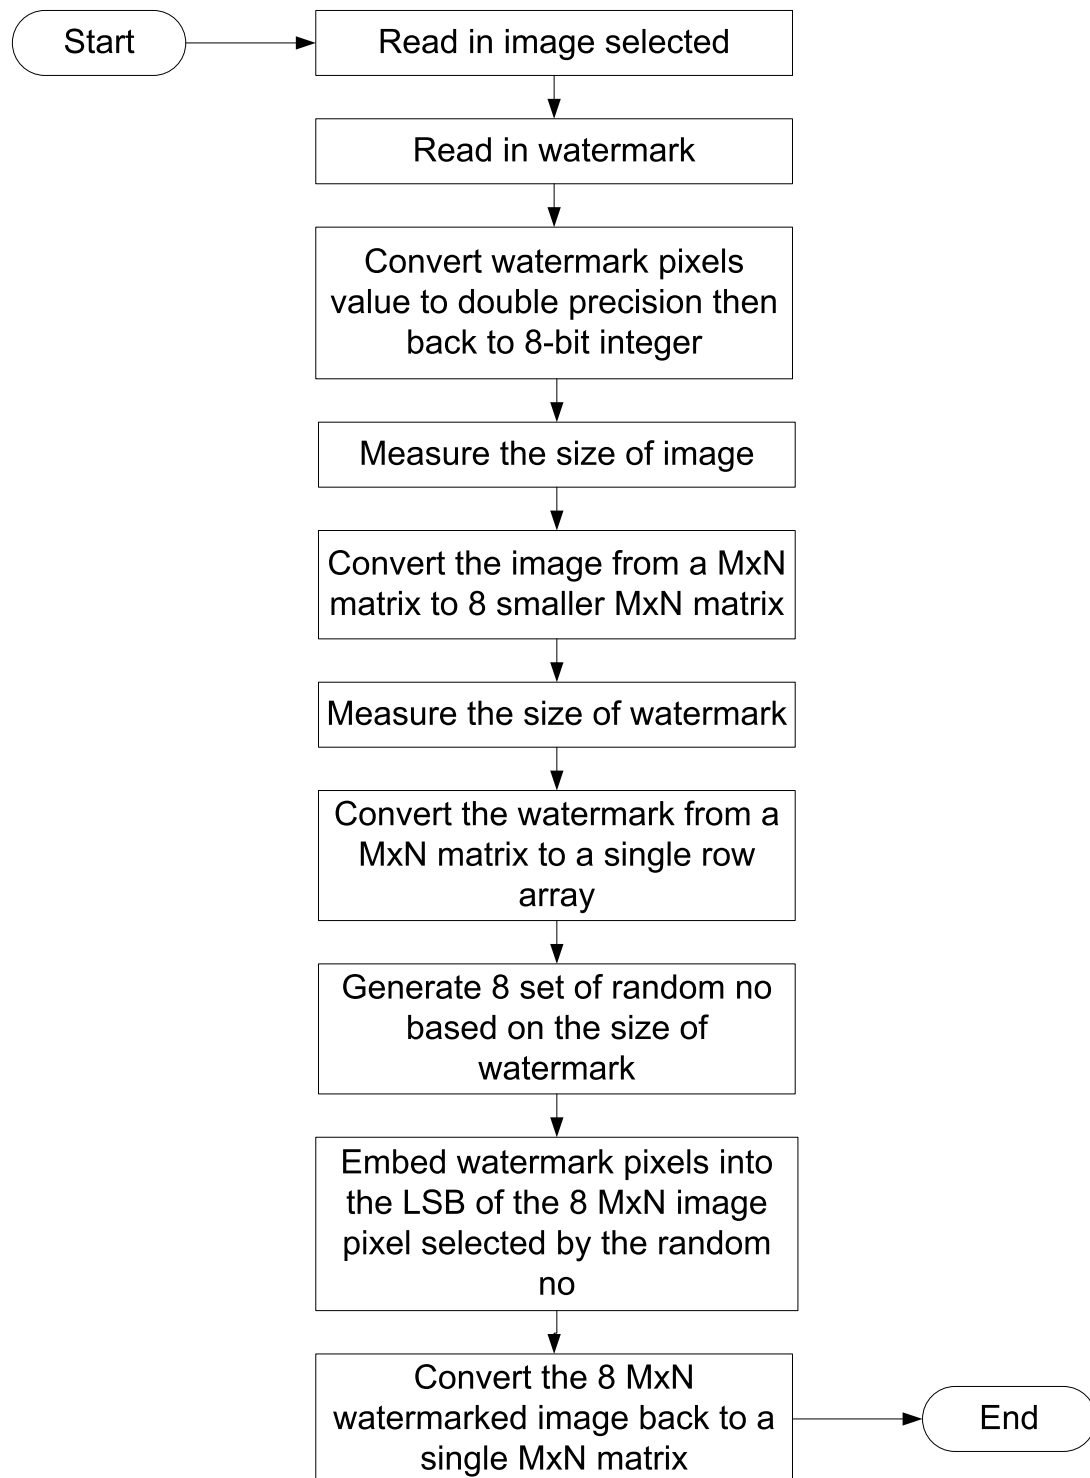 Start
Read in image selected
Read in watermark
Convert watermark pixels
value to double precision then
back to 8-bit integer
Measure the size of image
Convert the image from a MxN
matrix to 8 smaller MxN matrix
Measure the size of watermark
Convert the watermark from a
MxN matrix to a single row
array
Generate 8 set of random no
based on the size of
watermark
Embed watermark pixels into
the LSB of the 8 MxN image
pixel selected by the random
no
Convert the 8 MxN
watermarked image back to a
single MxN matrix
End